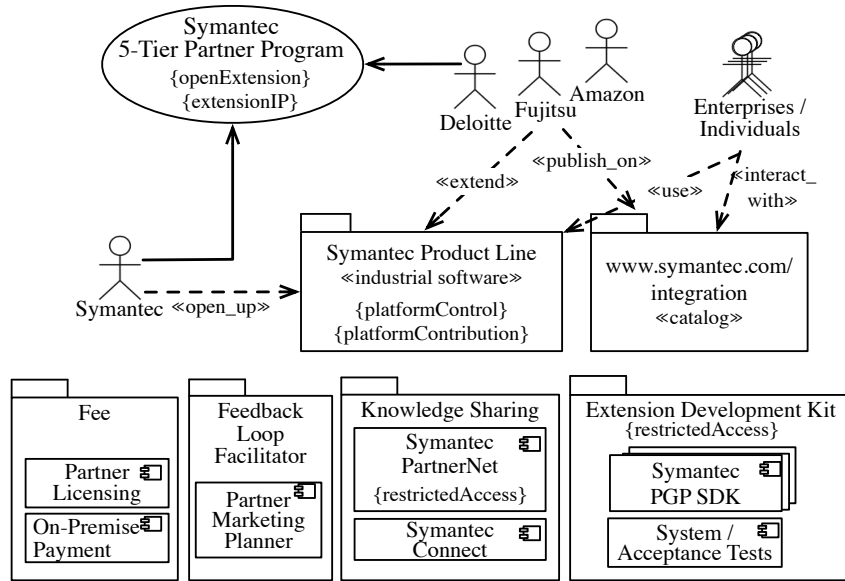 Symantec
5-Tier Partner Program
{openExtension}
{extensionIP}
Deloitte
Fujitsu
Amazon
Enterprises /
Individuals
«extend»
«publish_on»
«use»
«interact_
with»
Symantec
«open_up»
Symantec Product Line
«industrial software»
{platformControl}
{platformContribution}
www.symantec.com/
integration
«catalog»
Fee
Partner
Licensing
On-Premise
Payment
Feedback
Loop
Facilitator
Partner
Marketing
Planner
Knowledge Sharing
Symantec
PartnerNet
{restrictedAccess}
Symantec
Connect
Extension Development Kit
{restrictedAccess}
Symantec
PGP SDK
System /
Acceptance Tests